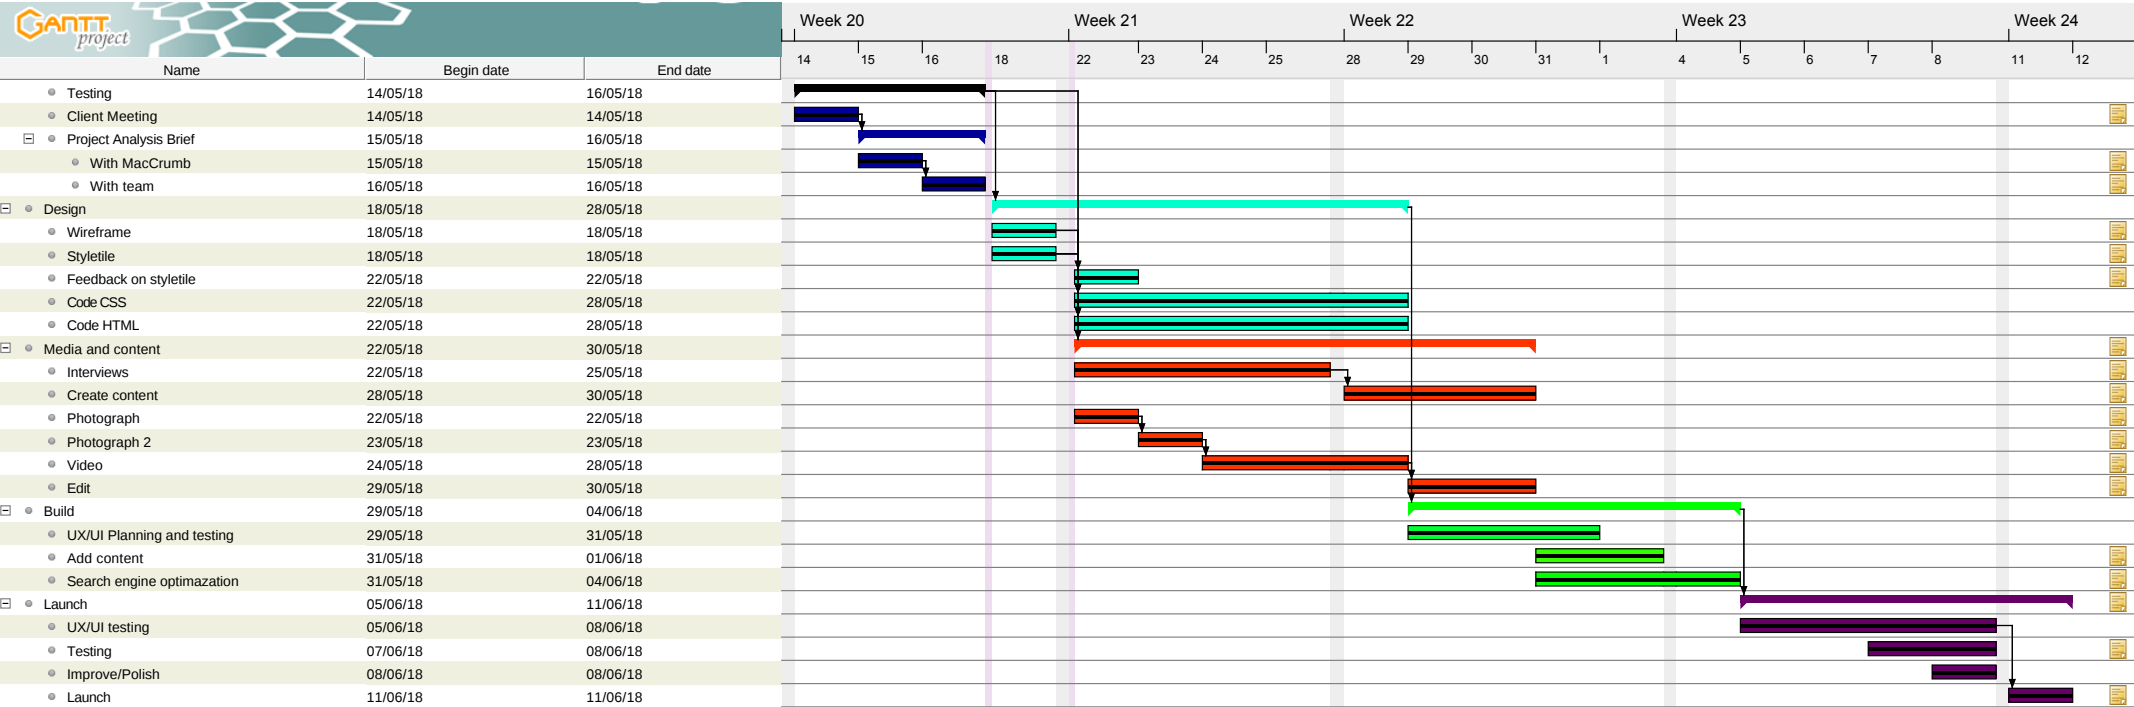 GANTT project
Week 20 Week 21 Week 22 Week 23 Week 24
14 15 16 18 22 23 24 25 28 29 30 31 1 4 5 6 7 8 11 12
Name Begin date End date
Testing 14/05/18 16/05/18
Client Meeting 14/05/18 14/05/18
Project Analysis Brief 15/05/18 16/05/18
With MacCrumb 15/05/18 15/05/18
With team 16/05/18 16/05/18
Design 18/05/18 28/05/18
Wireframe 18/05/18 18/05/18
Styletile 18/05/18 18/05/18
Feedback on styletile 22/05/18 22/05/18
Code CSS 22/05/18 28/05/18
Code HTML 22/05/18 28/05/18
Media and content 22/05/18 30/05/18
Interviews 22/05/18 25/05/18
Create content 28/05/18 30/05/18
Photograph 22/05/18 22/05/18
Photograph 2 23/05/18 23/05/18
Video 24/05/18 28/05/18
Edit 29/05/18 30/05/18
Build 29/05/18 04/06/18
UX/UI Planning and testing 29/05/18 31/05/18
Add content 31/05/18 01/06/18
Search engine optimazation 31/05/18 04/06/18
Launch 05/06/18 11/06/18
UX/UI testing 05/06/18 08/06/18
Testing 07/06/18 08/06/18
Improve/Polish 08/06/18 08/06/18
Launch 11/06/18 11/06/18